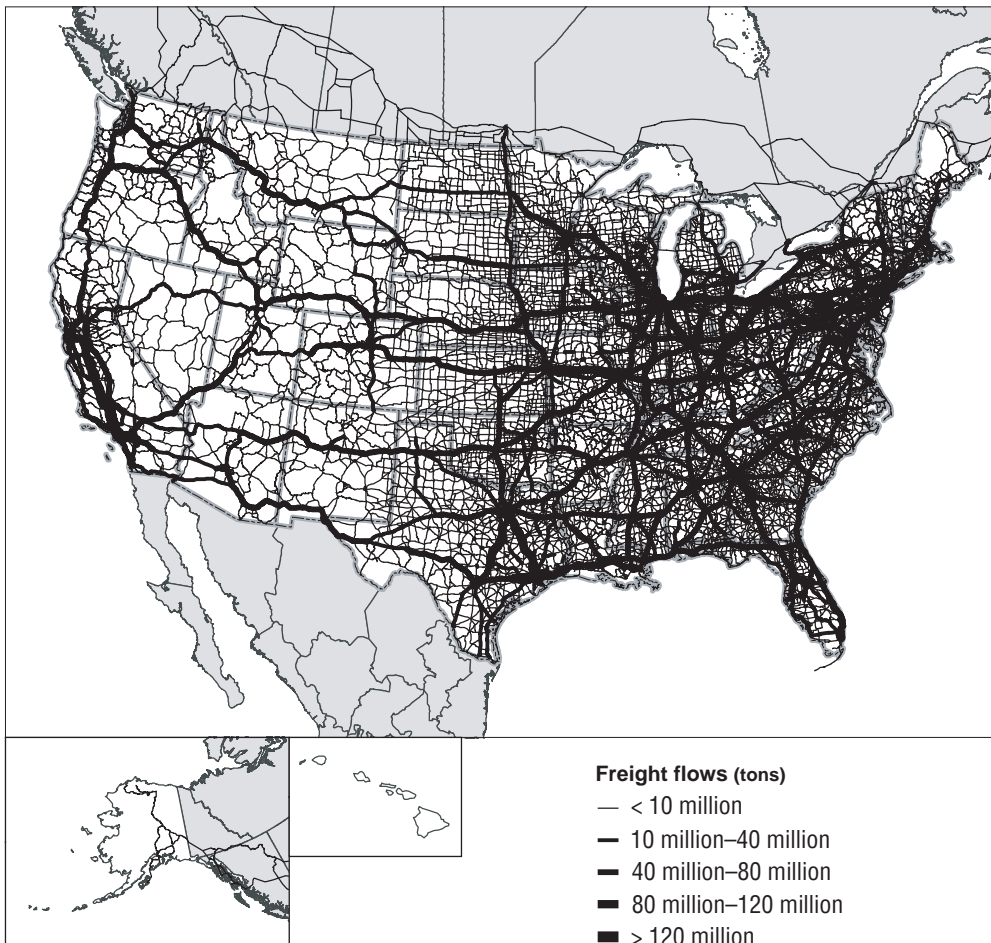 Freight flows (tons)
< 10 million
10 million–40 million
40 million–80 million
80 million–120 million
> 120 million